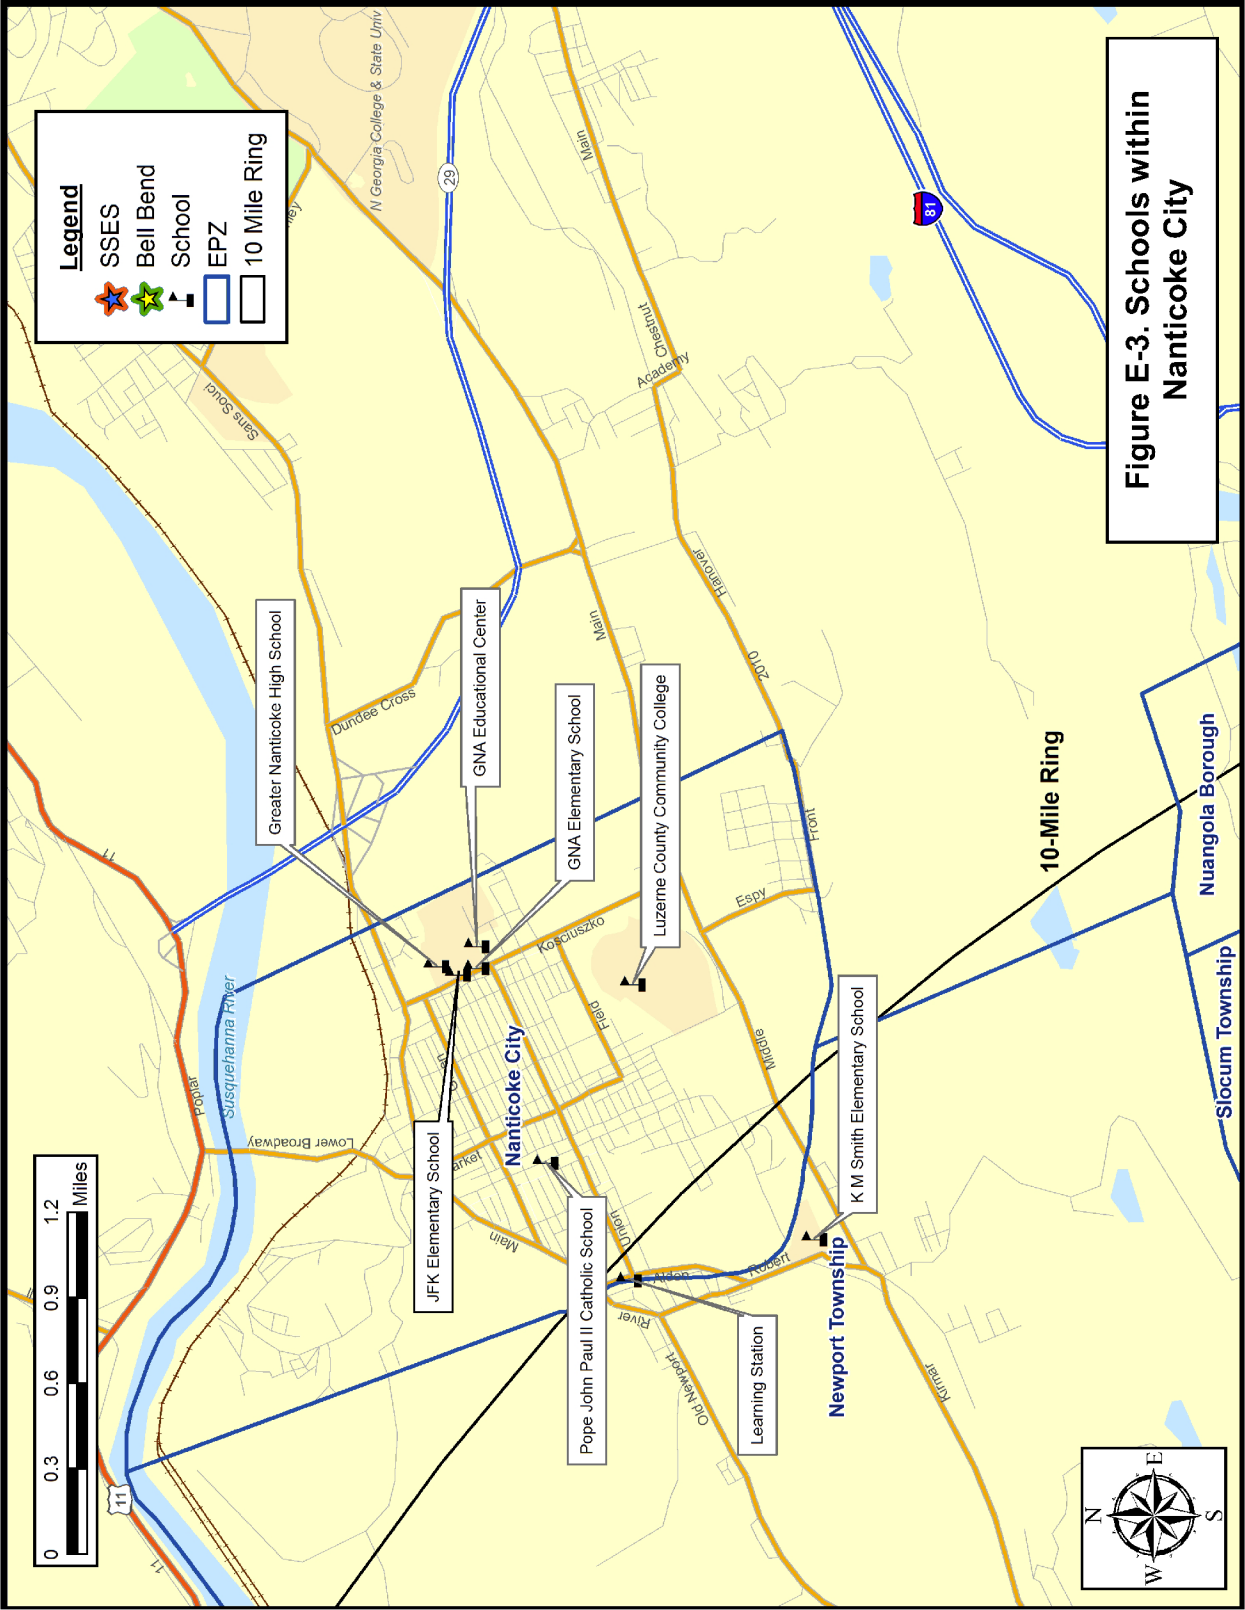 Legend
SSES
Bell Bend
School
EPZ
10 Mile Ring
N Georgia College & State Univ
29
Main
81
Figure E-3. Schools within
Nanticoke City
Sans Souci
Chestnut
Academy
Hanover
2010
Main
Dundee Cross
Greater Nanticoke High School
GNA Educational Center
GNA Elementary School
Luzerne County Community College
Front
Espy
Kosciuszko
Field
Middle
10-Mile Ring
Nuangola Borough
Slocum Township
11
Susquehanna River
Poplar
Lower Broadway
Nanticoke City
arket
JFK Elementary School
Main
Union
Pope John Paul II Catholic School
K M Smith Elementary School
Alden
Robert
River
Learning Station
Newport Township
Old Newport
Kirmar
11
11
0 0.3 0.6 0.9 1.2
Miles
N
E
S
W